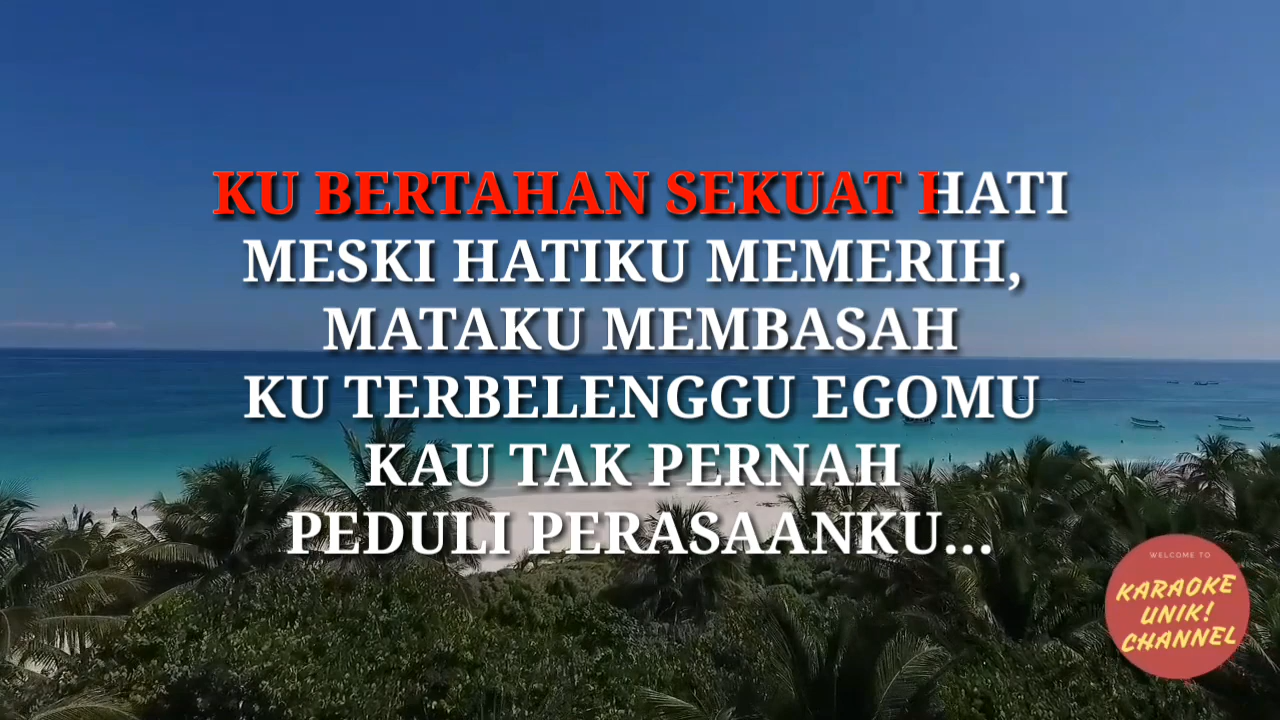 KU BERTAHAN SEKUAT HATI
MESKI HATIKU MEMERIH,
MATAKU MEMBASAH
KU TERBELENGGU EGOMU
KAU TAK PERNAH
PEDULI PERASAANKU...
WELCOME TO
KARAOKE
UNIK!
CHANNEL